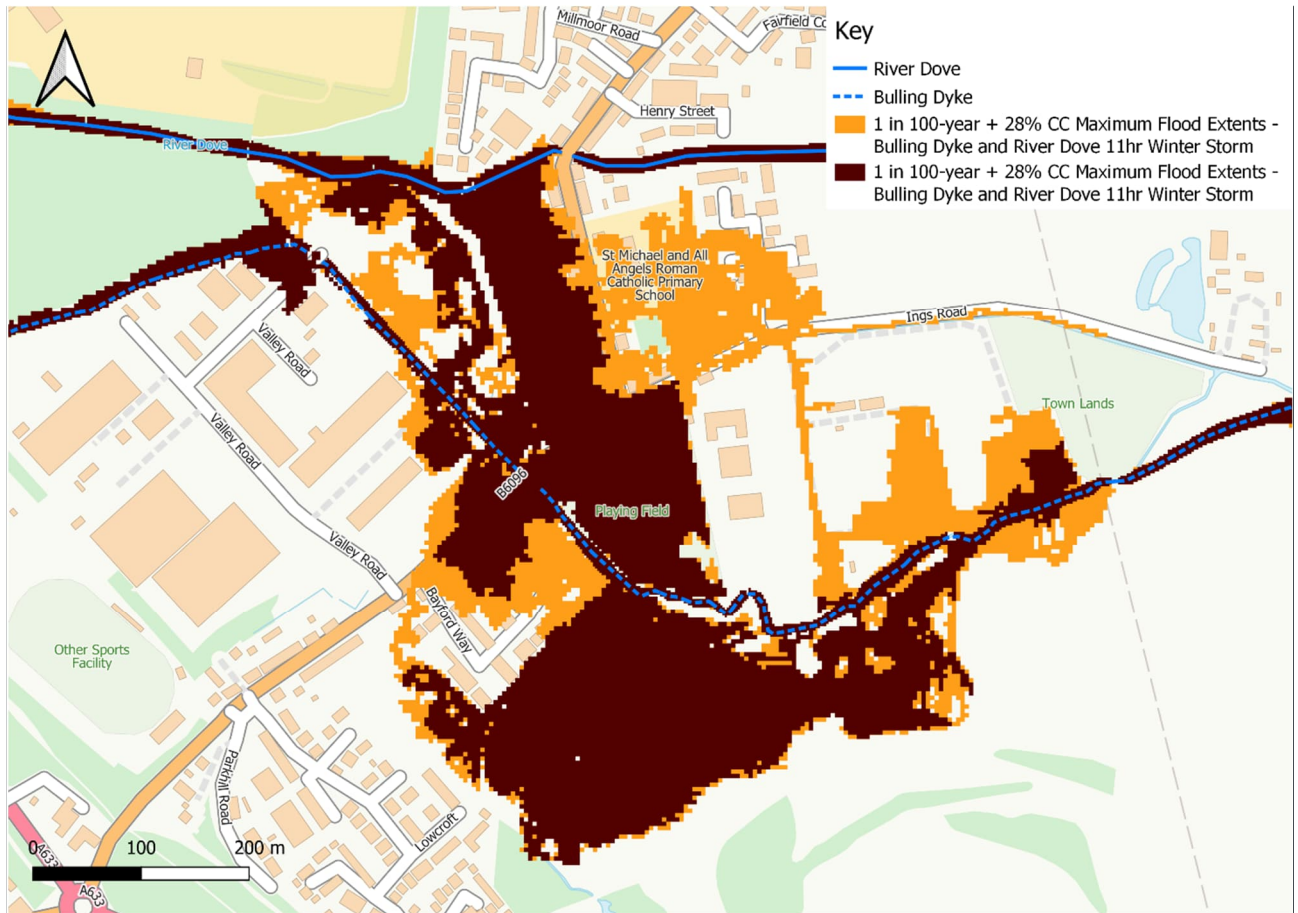 Millmoor Road
Fairfield Co
Key
River Dove
Bulling Dyke
1 in 100-year + 28% CC Maximum Flood Extents -
Bulling Dyke and River Dove 11hr Winter Storm
1 in 100-year + 28% CC Maximum Flood Extents -
Bulling Dyke and River Dove 11hr Winter Storm
Henry Street
River Dove
St Michael and All
Angels Roman
Catholic Primary
School
Ings Road
Valley Road
Town Lands
Valley Road
B6096
Playing Field
Valley Road
Bayford Way
Other Sports
Facility
Parkhill Road
Lowcroft
0 100 200 m
A633
A633